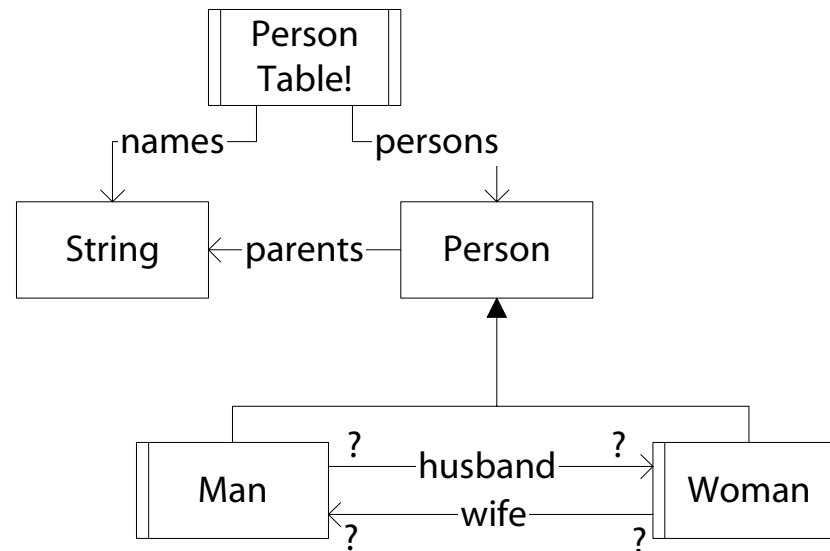 Person
Table!
names
persons
String
parents
Person
?
?
husband
Man
Woman
wife
?
?